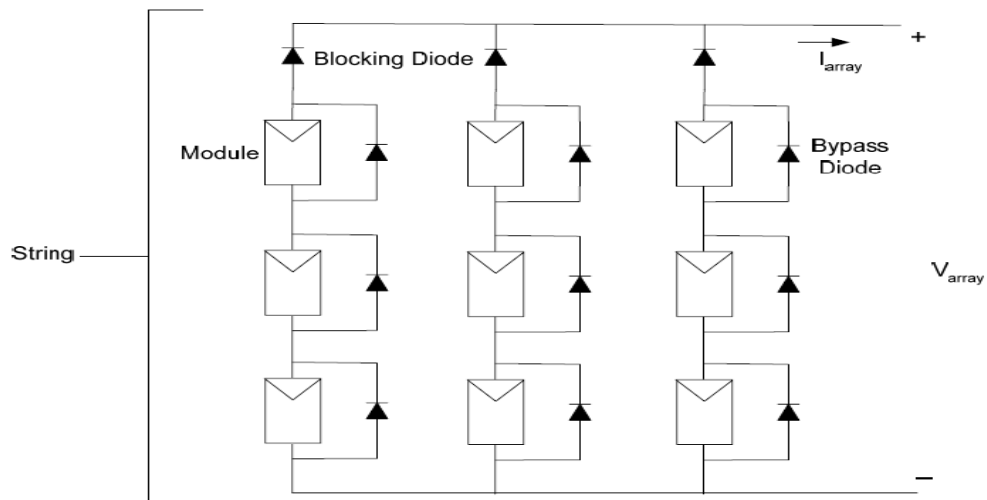 Blocking Diode
+
I array
Module
Bypass
Diode
String
V array
−